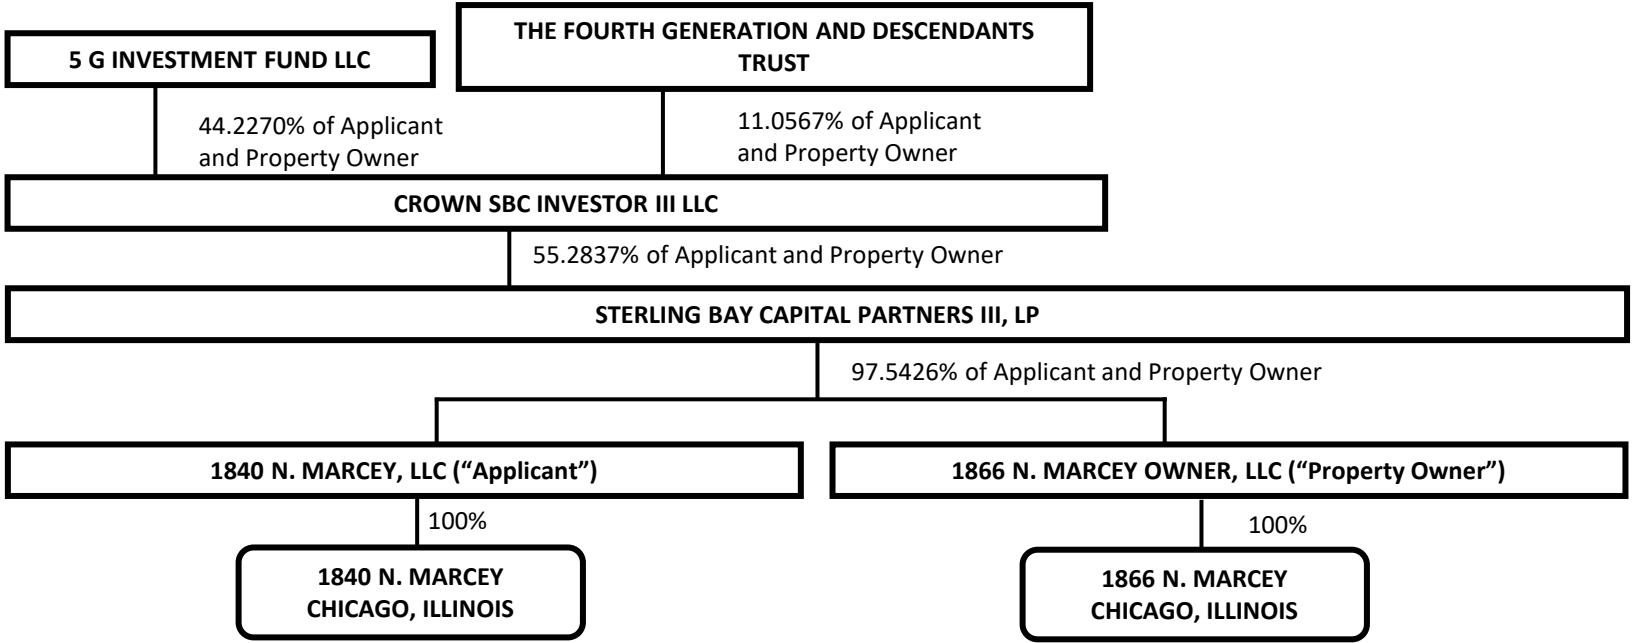 5 G INVESTMENT FUND LLC
THE FOURTH GENERATION AND DESCENDANTS
TRUST
44.2270% of Applicant
and Property Owner
11.0567% of Applicant
and Property Owner
CROWN SBC INVESTOR III LLC
55.2837% of Applicant and Property Owner
STERLING BAY CAPITAL PARTNERS III, LP
97.5426% of Applicant and Property Owner
1840 N. MARCEY, LLC (“Applicant”)
1866 N. MARCEY OWNER, LLC (“Property Owner”)
100%
100%
1840 N. MARCEY
CHICAGO, ILLINOIS
1866 N. MARCEY
CHICAGO, ILLINOIS